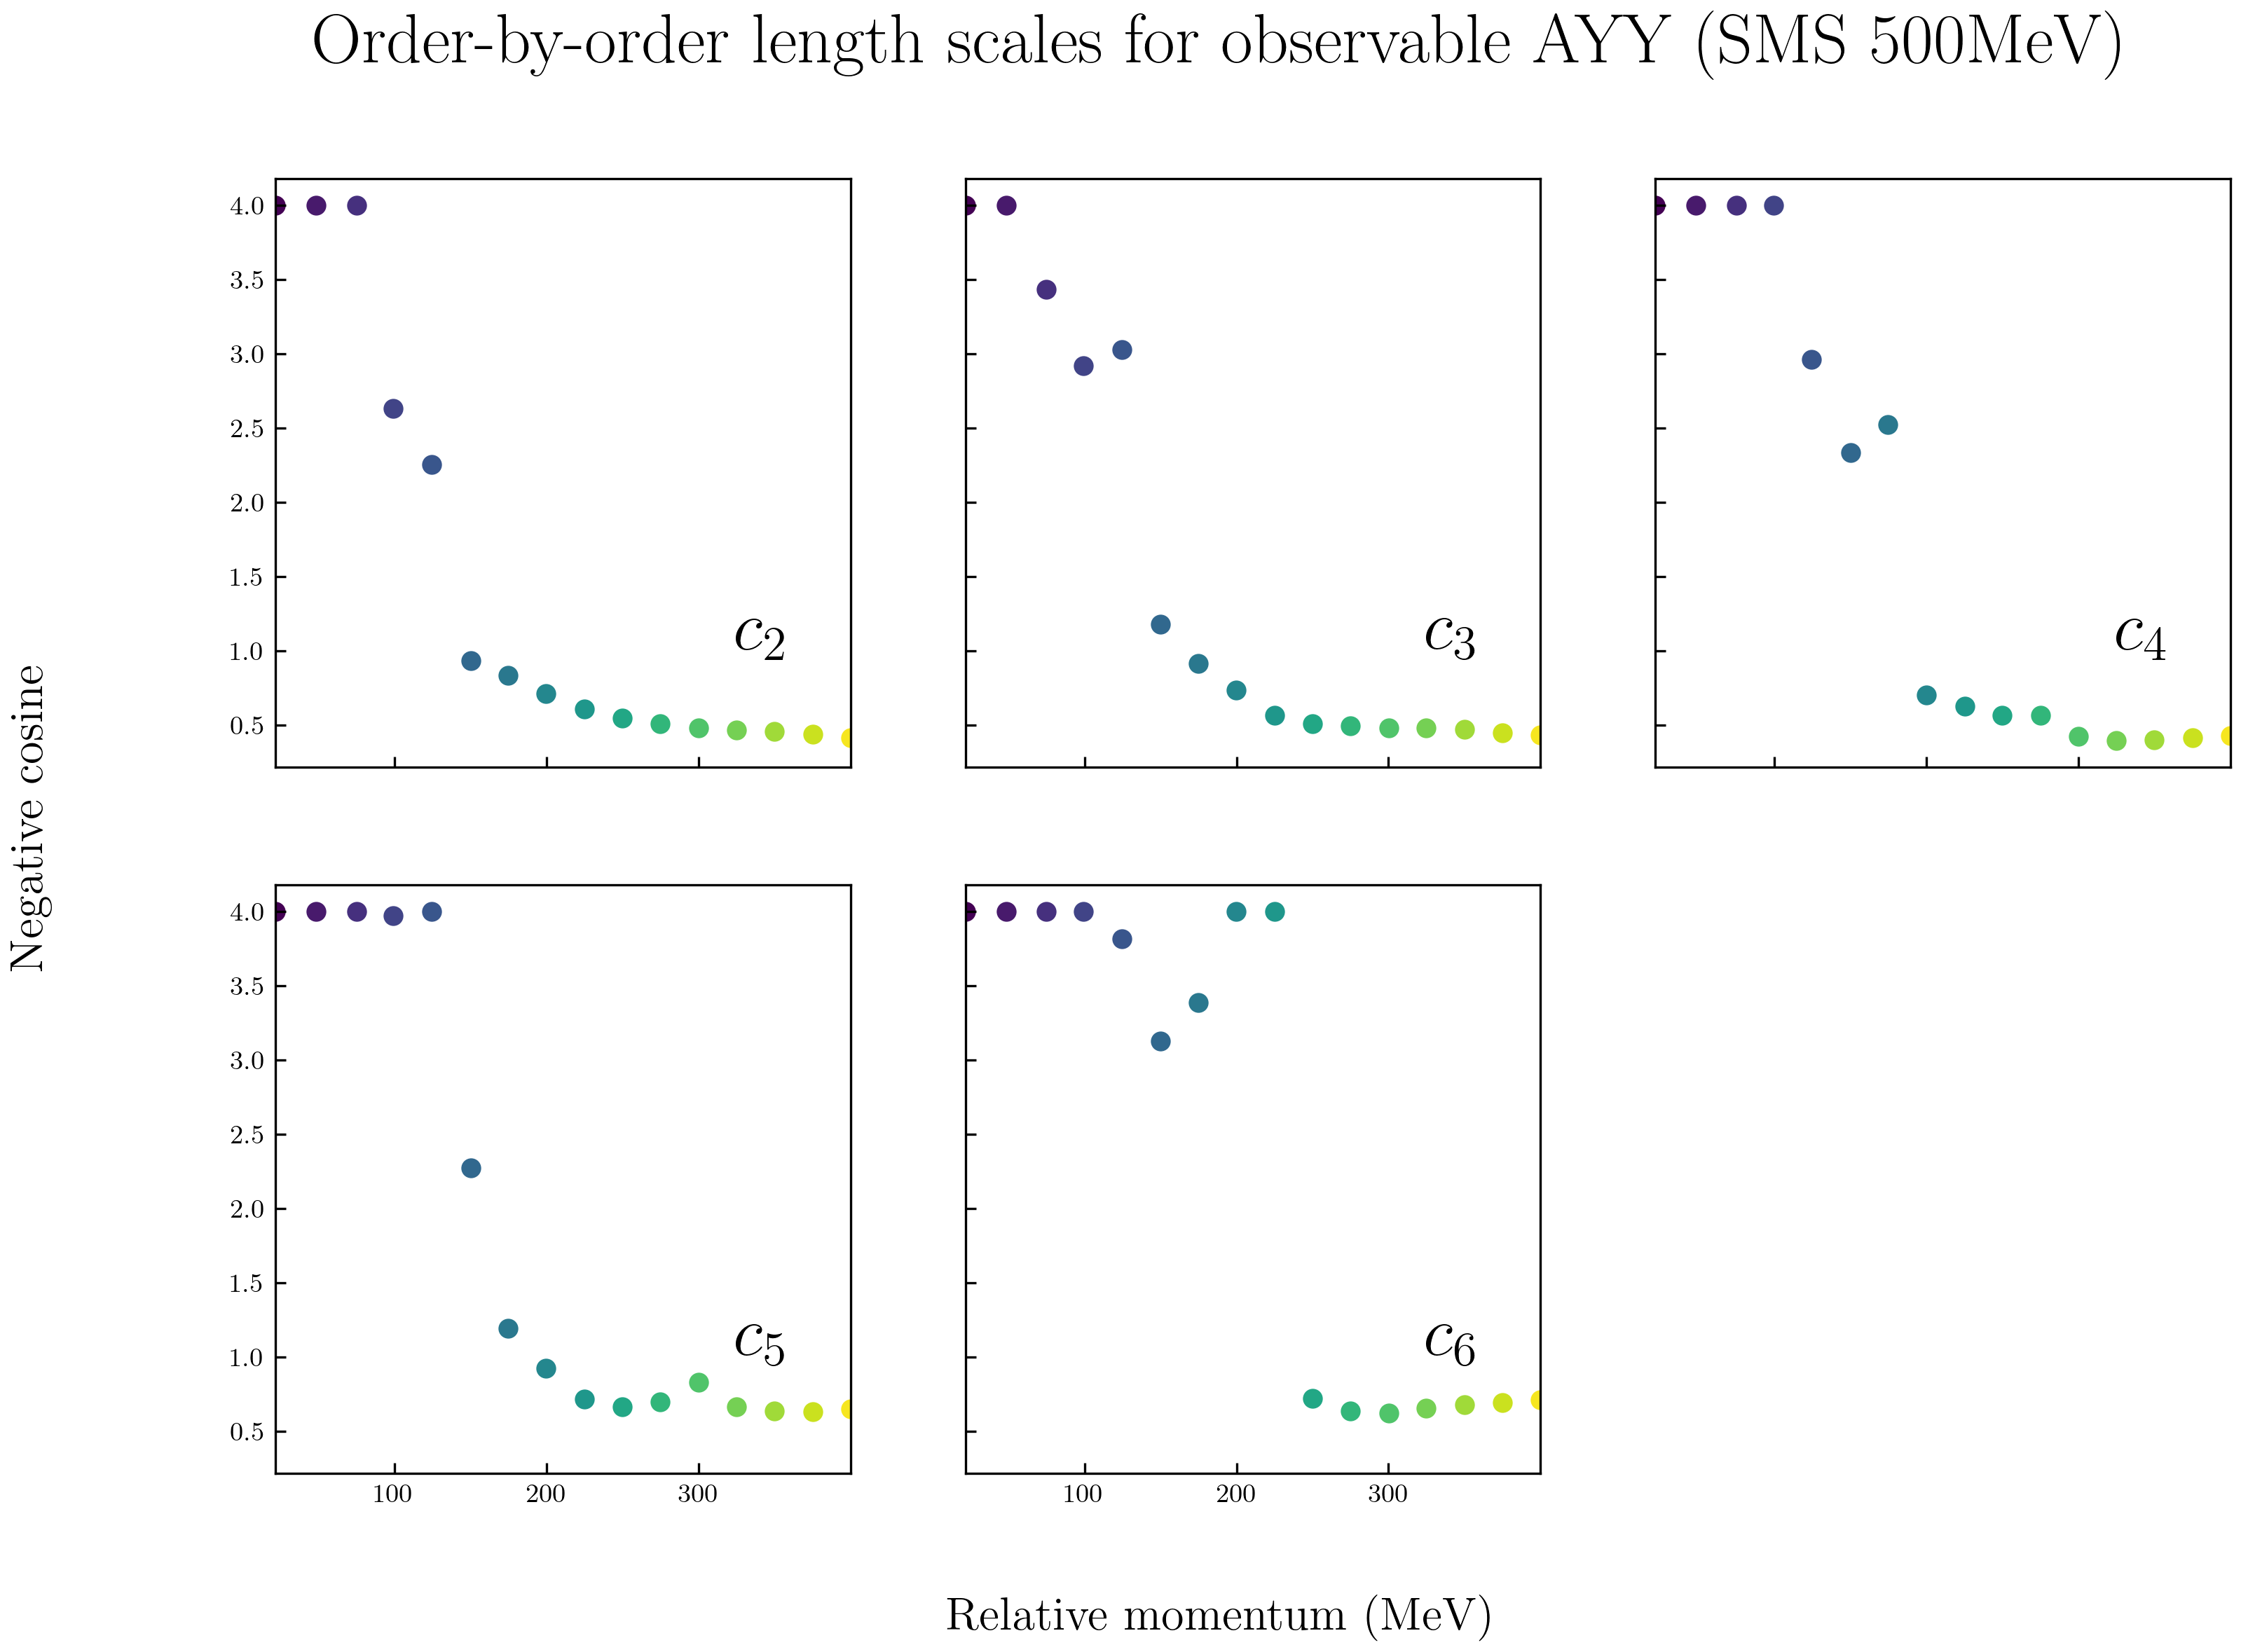 Order-by-order length scales for observable AYY (SMS 500MeV)
4.0
3.5
3.0
2.5
2.0
1.5
1.0
0.5
c2
c3
c4
Negative cosine
4.0
3.5
3.0
2.5
2.0
1.5
1.0
0.5
c5
c6
100 200 300
100 200 300
Relative momentum (MeV)